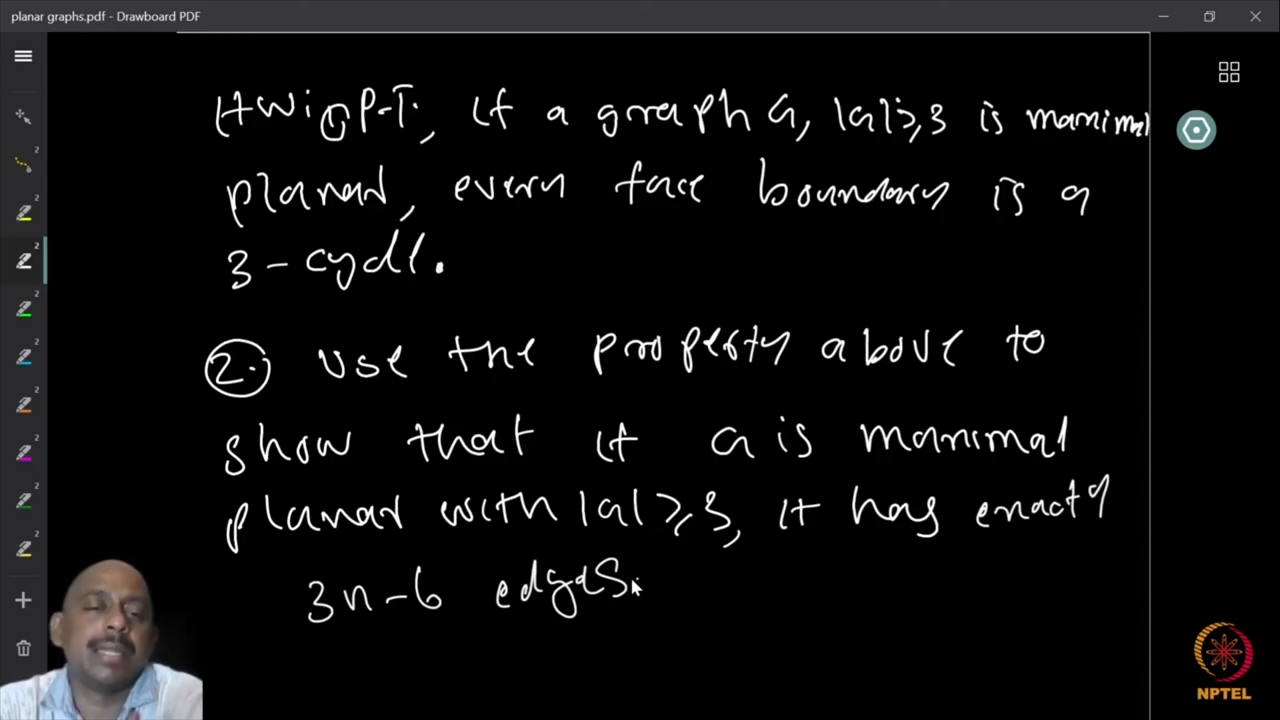 planar graphs.pdf - Drawboard PDF
HW: ① P.T. If a graph G, |G| ≥ 3 is maximal
planar, every face boundary is a
3-cycle.
② Use the property above to
show that if G is maximal
planar with |G| ≥ 3, it has exactly
3n-6 edges.
NPTEL